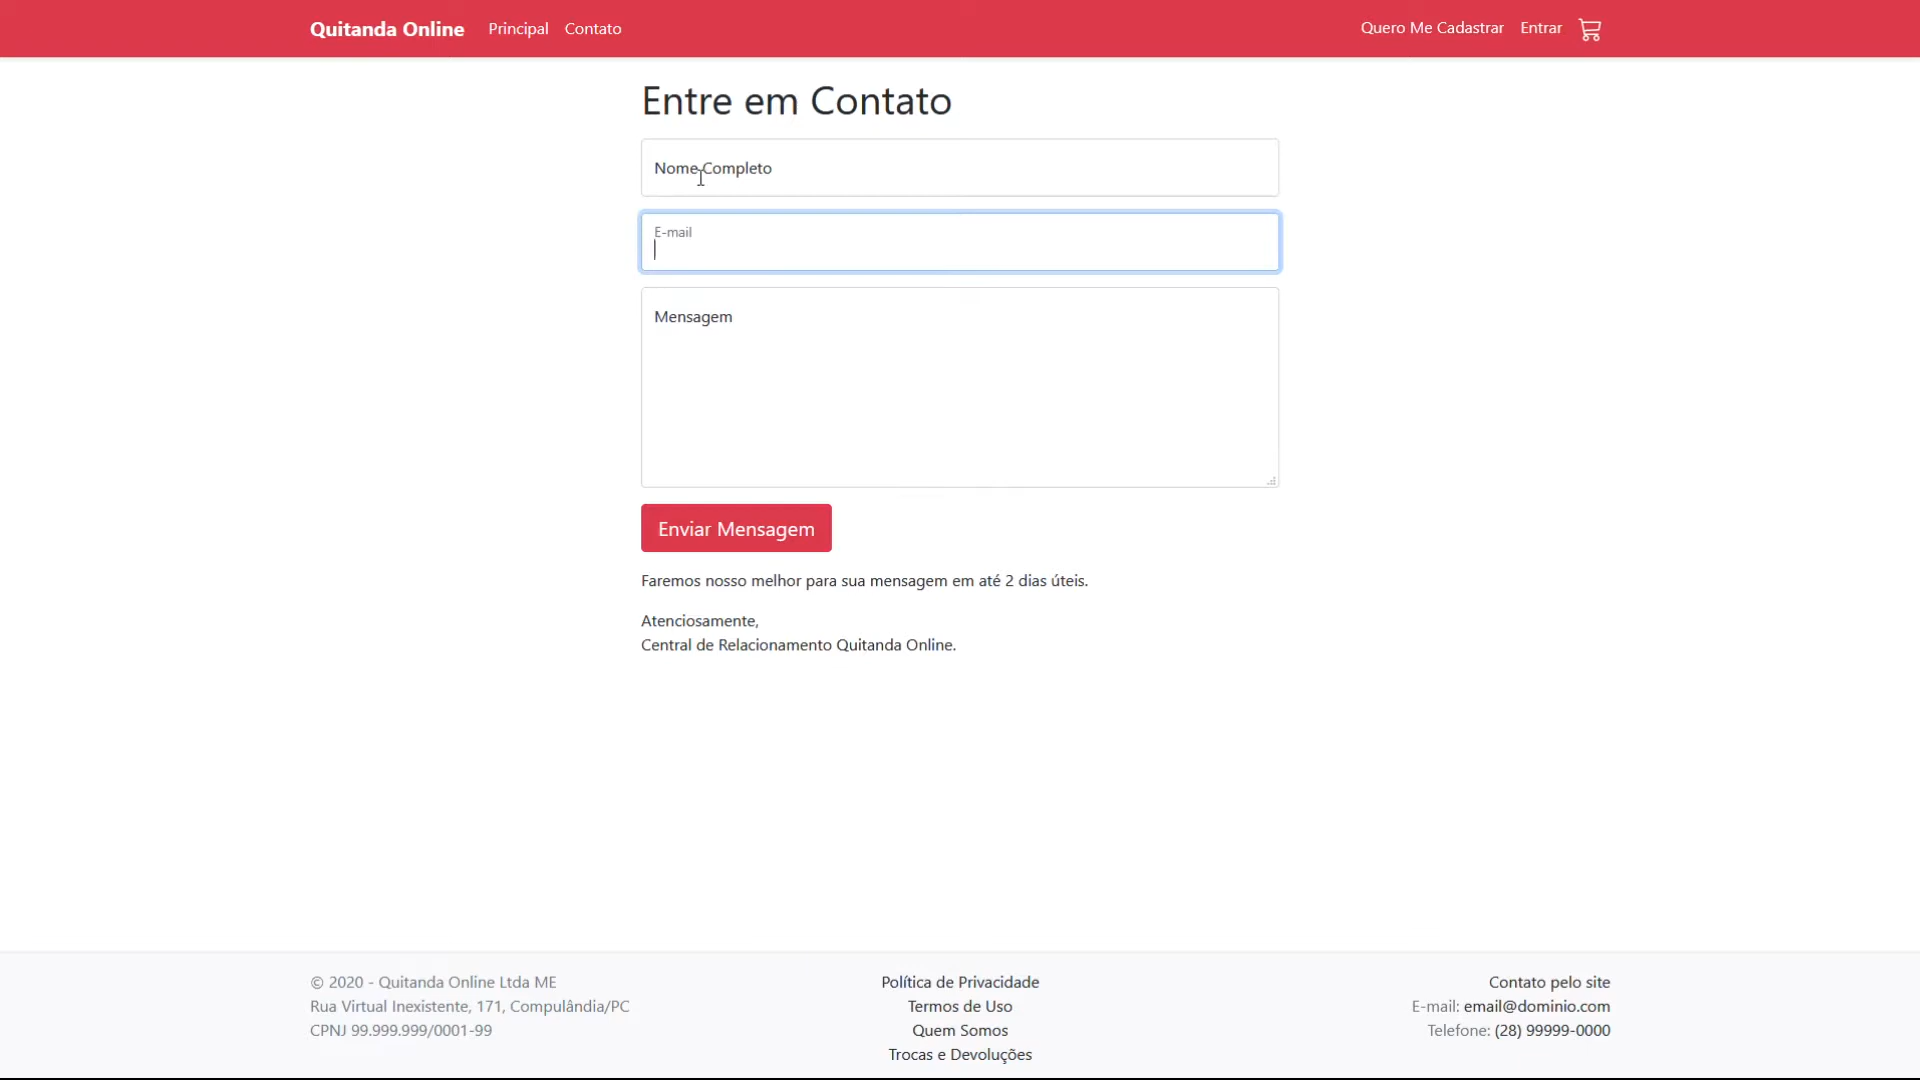 Quitanda Online Principal Contato Quero Me Cadastrar Entrar
Entre em Contato
Nome Completo
E-mail
Mensagem
Enviar Mensagem
Faremos nosso melhor para sua mensagem em até 2 dias úteis.
Atenciosamente,
Central de Relacionamento Quitanda Online.
© 2020 - Quitanda Online Ltda ME
Rua Virtual Inexistente, 171, Compulândia/PC
CPNJ 99.999.999/0001-99
Política de Privacidade
Termos de Uso
Quem Somos
Trocas e Devoluções
Contato pelo site
E-mail: email@dominio.com
Telefone: (28) 99999-0000